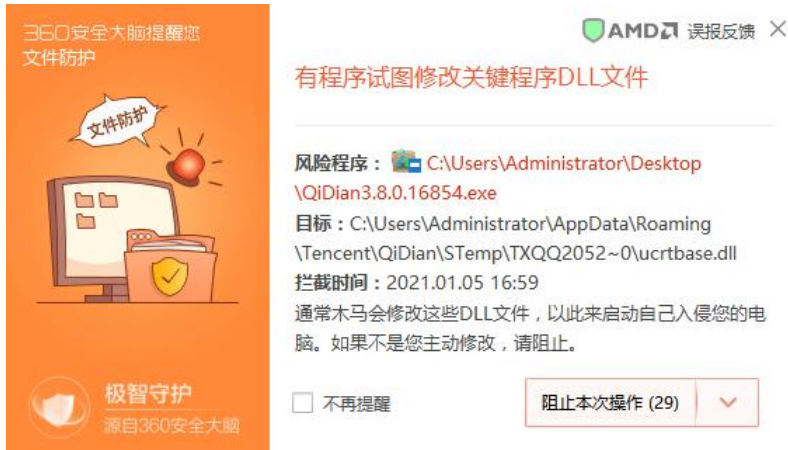 360安全大脑提醒您
文件防护
文件防护
极智守护
源自360安全大脑
AMD 误报反馈
有程序试图修改关键程序DLL文件
风险程序： C:\Users\Administrator\Desktop
\QiDian3.8.0.16854.exe
目标：C:\Users\Administrator\AppData\Roaming
\Tencent\QiDian\STemp\TXQQ2052~0\ucrtbase.dll
拦截时间：2021.01.05 16:59
通常木马会修改这些DLL文件，以此来启动自己入侵您的电
脑。如果不是您主动修改，请阻止。
不再提醒
阻止本次操作 (29)